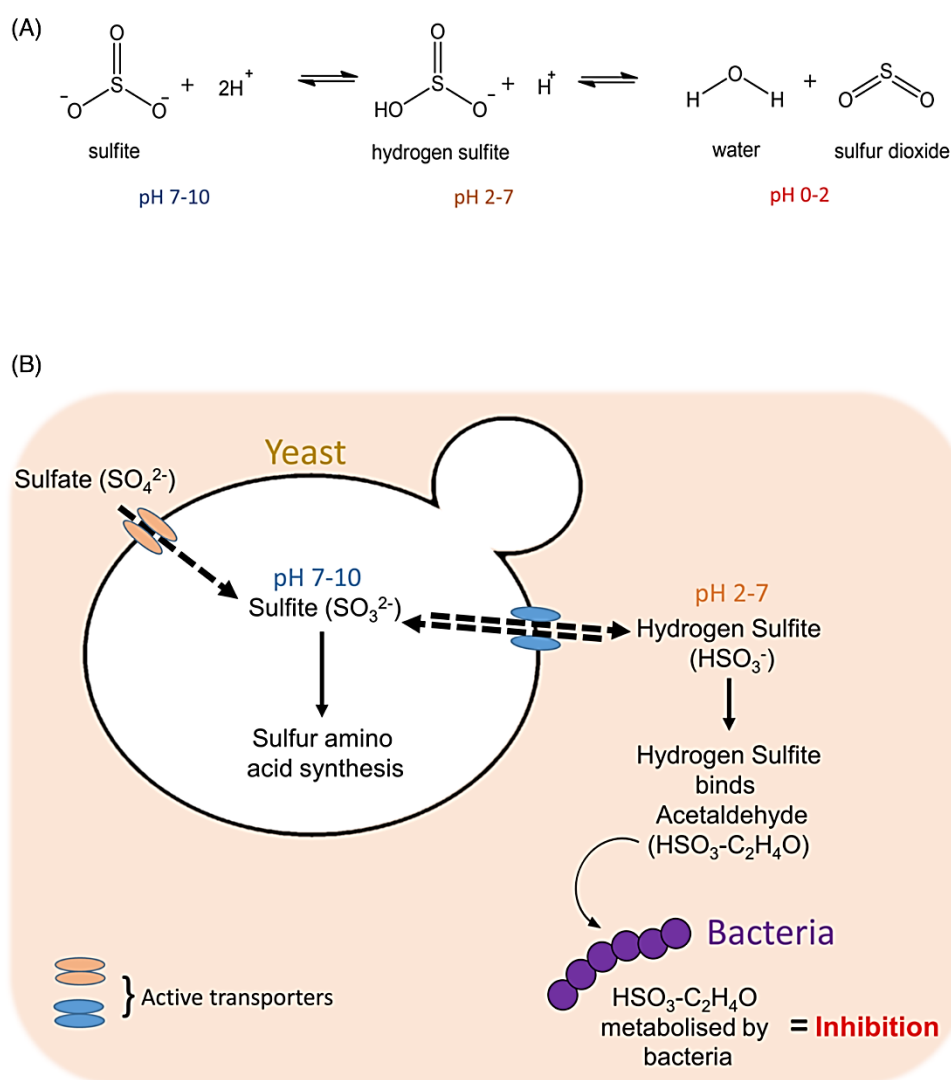 (A)
O
S
⁻O
O⁻
+ 2H⁺
O
S
HO
O⁻
+ H⁺
O
H H
+
S
O O
sulfite
hydrogen sulfite
water
sulfur dioxide
pH 7-10
pH 2-7
pH 0-2
(B)
Yeast
Sulfate (SO₄²⁻)
pH 7-10
Sulfite (SO₃²⁻)
Sulfur amino
acid synthesis
pH 2-7
Hydrogen Sulfite
(HSO₃⁻)
Hydrogen Sulfite
binds
Acetaldehyde
(HSO₃-C₂H₄O)
Bacteria
HSO₃-C₂H₄O
metabolised by
bacteria
= Inhibition
} Active transporters